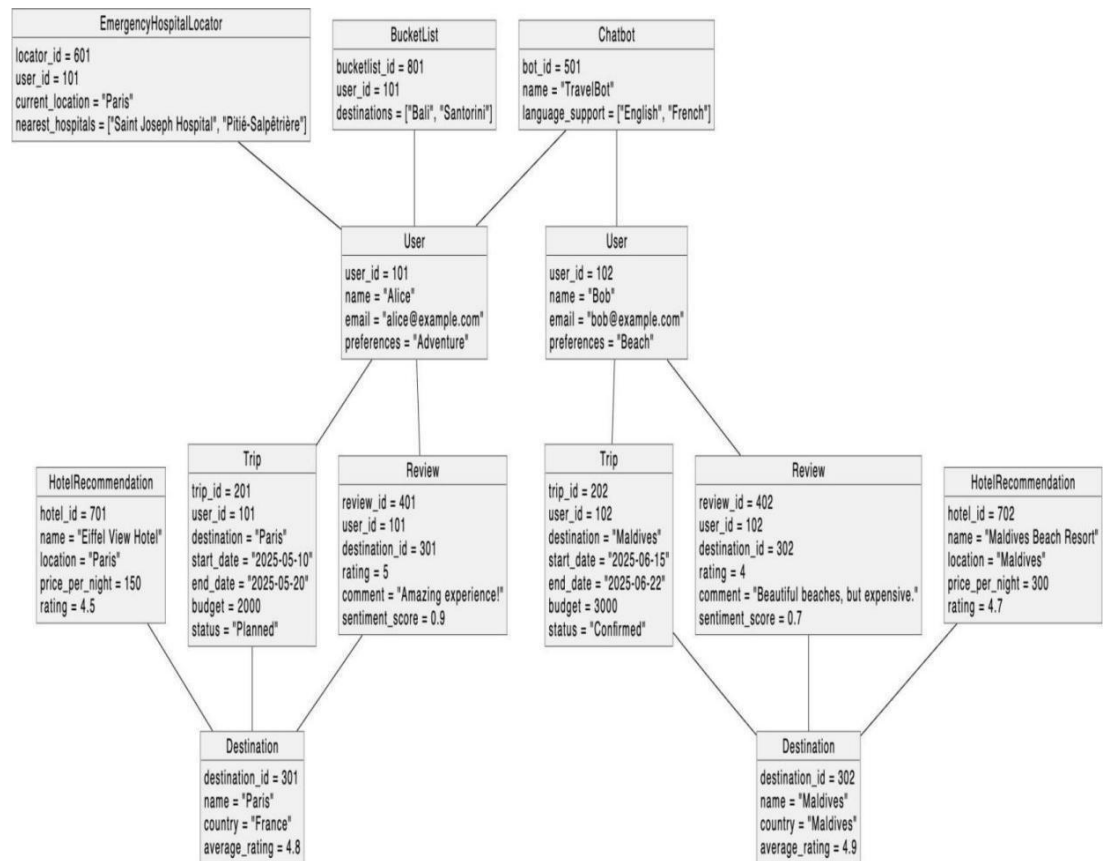 EmergencyHospitalLocator
locator_id = 601
user_id = 101
current_location = "Paris"
nearest_hospitals = ["Saint Joseph Hospital", "Pitié-Salpêtrière"]
BucketList
bucketlist_id = 801
user_id = 101
destinations = ["Bali", "Santorini"]
Chatbot
bot_id = 501
name = "TravelBot"
language_support = ["English", "French"]
User
user_id = 101
name = "Alice"
email = "alice@example.com"
preferences = "Adventure"
User
user_id = 102
name = "Bob"
email = "bob@example.com"
preferences = "Beach"
HotelRecommendation
hotel_id = 701
name = "Eiffel View Hotel"
location = "Paris"
price_per_night = 150
rating = 4.5
Trip
trip_id = 201
user_id = 101
destination = "Paris"
start_date = "2025-05-10"
end_date = "2025-05-20"
budget = 2000
status = "Planned"
Review
review_id = 401
user_id = 101
destination_id = 301
rating = 5
comment = "Amazing experience!"
sentiment_score = 0.9
Trip
trip_id = 202
user_id = 102
destination = "Maldives"
start_date = "2025-06-15"
end_date = "2025-06-22"
budget = 3000
status = "Confirmed"
Review
review_id = 402
user_id = 102
destination_id = 302
rating = 4
comment = "Beautiful beaches, but expensive."
sentiment_score = 0.7
HotelRecommendation
hotel_id = 702
name = "Maldives Beach Resort"
location = "Maldives"
price_per_night = 300
rating = 4.7
Destination
destination_id = 301
name = "Paris"
country = "France"
average_rating = 4.8
Destination
destination_id = 302
name = "Maldives"
country = "Maldives"
average_rating = 4.9